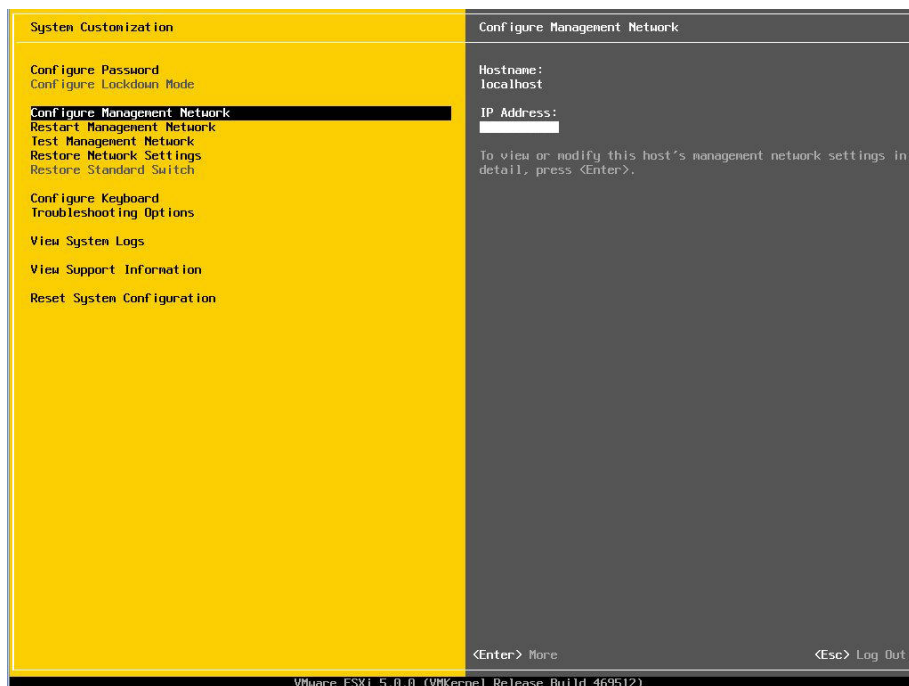 System Customization
Configure Password
Configure Lockdown Mode
Configure Management Network
Restart Management Network
Test Management Network
Restore Network Settings
Restore Standard Switch
Configure Keyboard
Troubleshooting Options
View System Logs
View Support Information
Reset System Configuration
Configure Management Network
Hostname:
localhost
IP Address:
To view or modify this host's management network settings in
detail, press <Enter>.
<Enter> More
<Esc> Log Out
VMware ESXi 5.0.0 (VMKernel Release Build 469512)